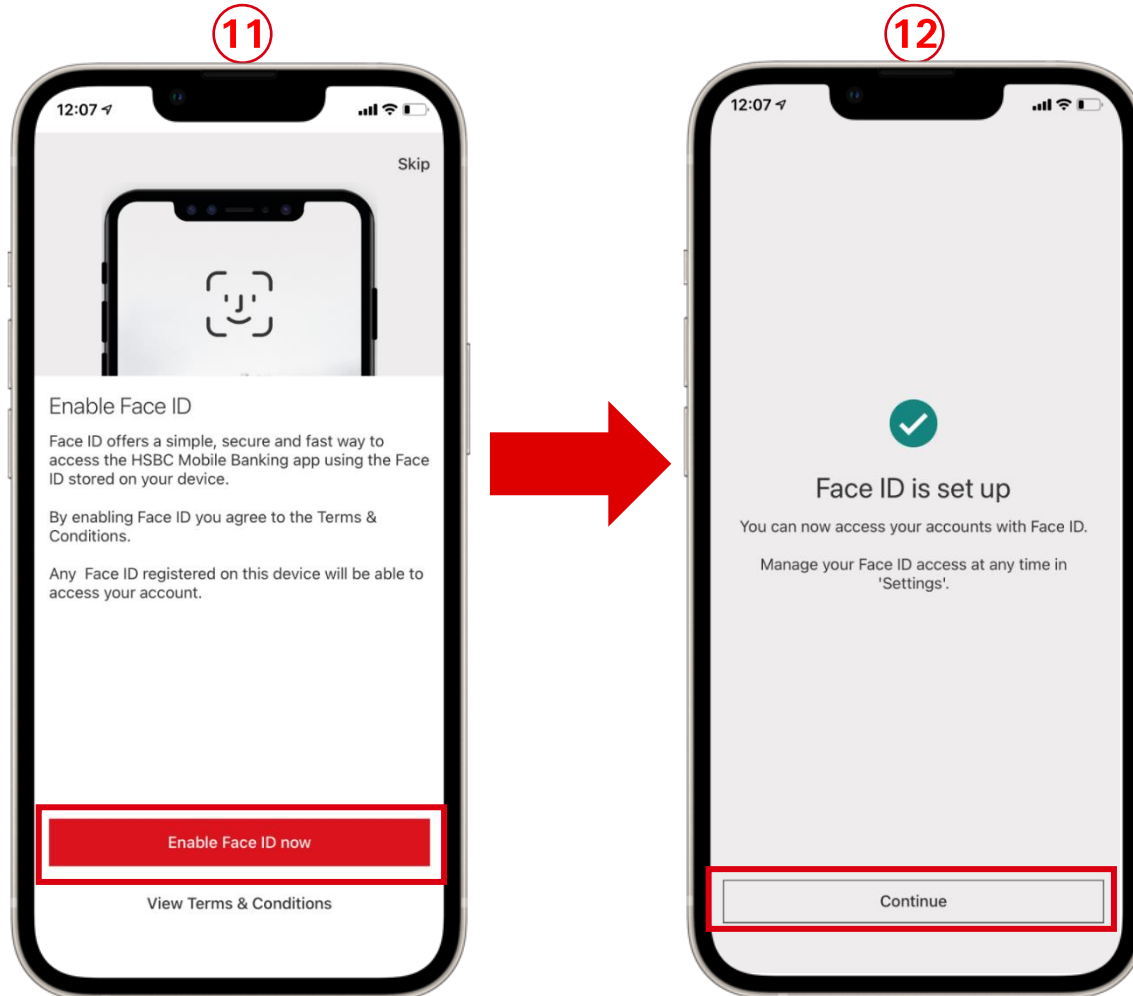 11
12:07
Skip
Enable Face ID
Face ID offers a simple, secure and fast way to
access the HSBC Mobile Banking app using the Face
ID stored on your device.
By enabling Face ID you agree to the Terms &
Conditions.
Any  Face ID registered on this device will be able to
access your account.
Enable Face ID now
View Terms & Conditions
12
12:07
Face ID is set up
You can now access your accounts with Face ID.
Manage your Face ID access at any time in
'Settings'.
Continue